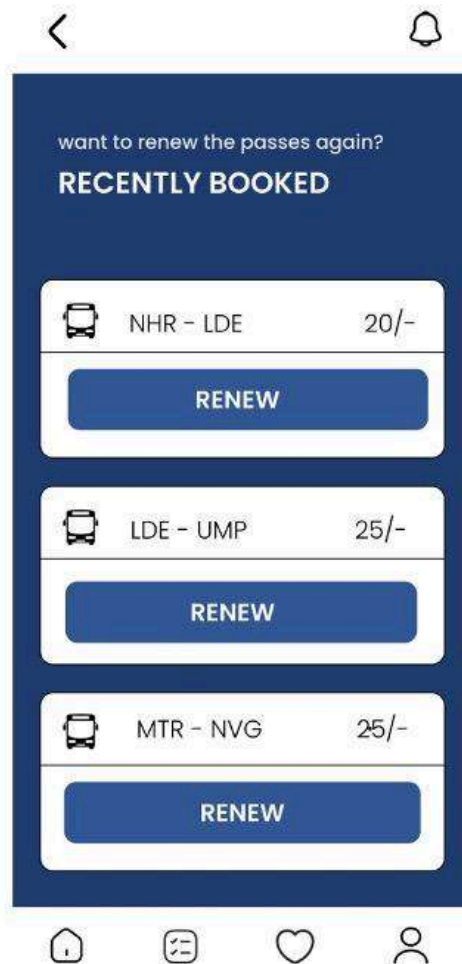 want to renew the passes again?
RECENTLY BOOKED
NHR - LDE 20/-
RENEW
LDE - UMP 25/-
RENEW
MTR - NVG 25/-
RENEW